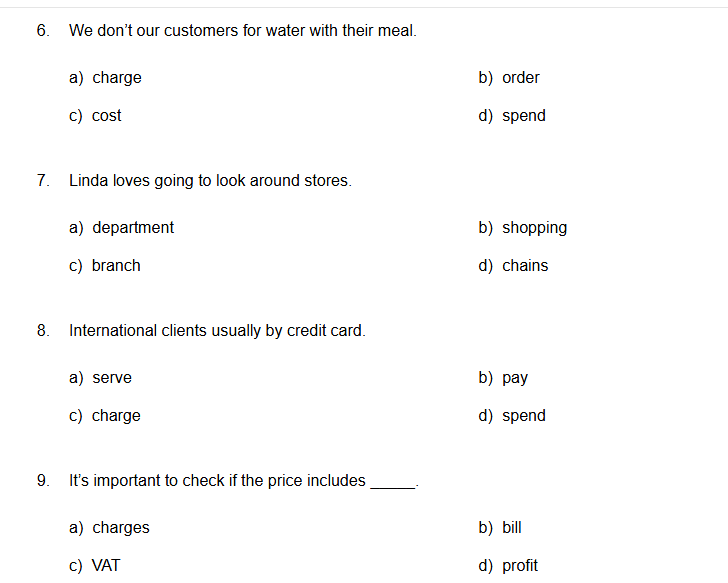 6. We don't our customers for water with their meal.
a) charge b) order
c) cost d) spend
7. Linda loves going to look around stores.
a) department b) shopping
c) branch d) chains
8. International clients usually by credit card.
a) serve b) pay
c) charge d) spend
9. It's important to check if the price includes _____.
a) charges b) bill
c) VAT d) profit